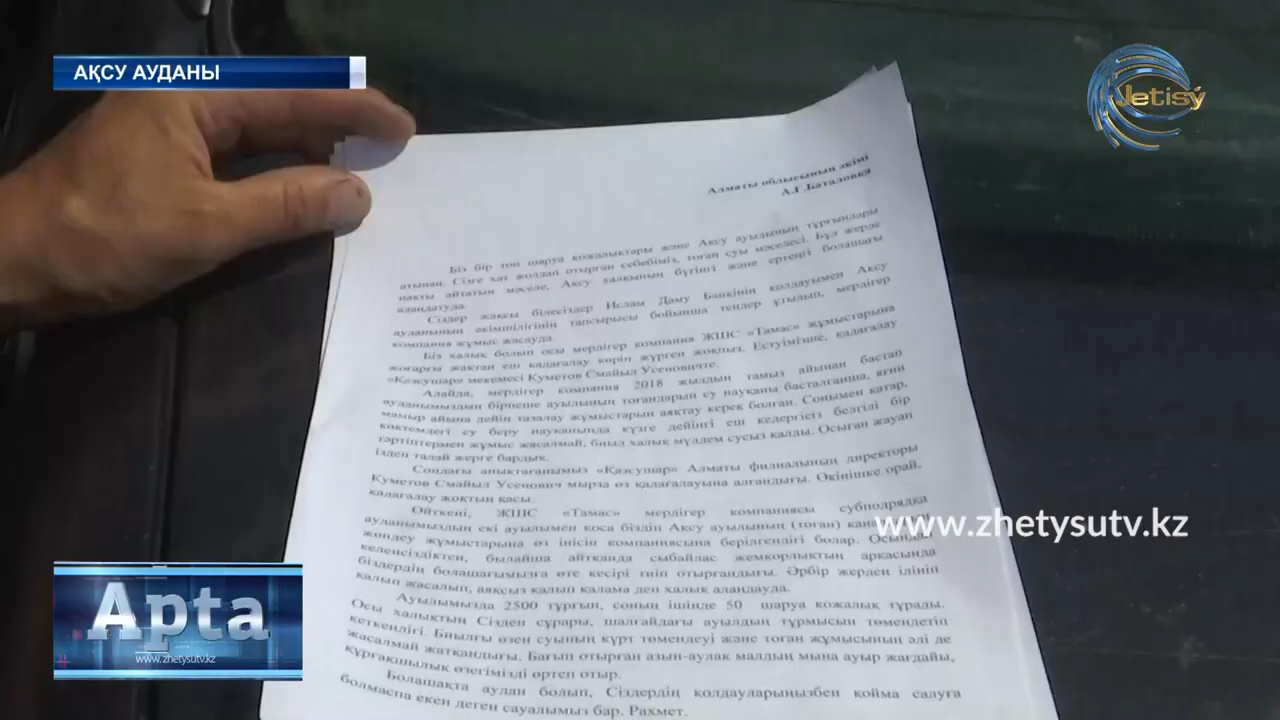 АҚСУ АУДАНЫ
Jetisý
Алматы облысының әкімі
А.Г.Баталовқа
Біз бір топ шаруа қожалықтары және Ақсу ауылының тұрғындары
атынан. Сізге хат жолдап отырған себебіміз, тоған суы мәселесі. Бұл жерде
нақты айтатын мәселе, Ақсу халқының бүгінгі және ертеңгі болашағы
алаңдатуда.
Сіздер жақсы білесіздер Ислам Даму Банкінің қолдауымен Ақсу
ауданының әкімшілігінің тапсырысы бойынша тендер ұтылып, мердігер
компания жұмыс жасауда.
Біз халық болып осы мердігер компания ЖШС «Тамас» жұмыстарына
жоғарға жақтан еш қадағалау көріп жүрген жоқпыз. Естуімізше, қадағалау
«Қазсушар» мекемесі Куметов Смайыл Усеновичте.
Алайда, мердігер компания 2018 жылдың тамыз айынан бастап
ауданымыздың бірнеше ауылының тоғандарын су науқаны басталғанша, яғни
мамыр айына дейін тазалау жұмыстарын аяқтау керек болған. Сонымен қатар,
көктемдегі су беру науқанында күзге дейінгі еш кедергісіз белгілі бір
тәртіптермен жұмыс жасалмай, биыл халық мүлдем сусыз қалды. Осыған жауап
іздеп талай жерге бардық.
Сондағы анықтағанымыз «Қазсушар» Алматы филиалының директоры
Куметов Смайыл Усенович мырза өз қадағалауына алғандығы. Өкінішке орай,
қадағалау жоқтың қасы.
Өйткені, ЖШС «Тамас» мердігер компаниясы субподрядқа
ауданымыздың екі ауылымен қоса біздің Ақсу ауылының (тоған)
жөндеу жұмыстарына өз інісін компаниясына берілгендігі болар. Осындай
келеңсіздіктен, былайша айтқанда сыбайлас жемқорлықтың арқасында
біздердің болашағымызға өте кесірі тиіп отырғандығы. Әрбір жерден ілініп
қалып жасалып, аяқсыз қалып қалама деп халық алаңдауда.
Ауылымызда 2500 тұрғын, соның ішінде 50 шаруа қожалық тұрады.
Осы халықтың Сізден сұрары, шалғайдағы ауылдың тұрмысын төмендетіп
кеткендігі. Биылғы өзен суының күрт төмендеуі және тоған жұмысының әлі де
жасалмай жатқандығы. Бағып отырған азын-аулақ малдың мына ауыр жағдайы,
құрғақшылық өзегімізді өртеп отыр.
Болашақта аудан болып, Сіздердің қолдауларыңызбен қойма салуға
болмаспа екен деген сауалымыз бар. Рахмет.
www.zhetysutv.kz
Apta
www.zhetysutv.kz